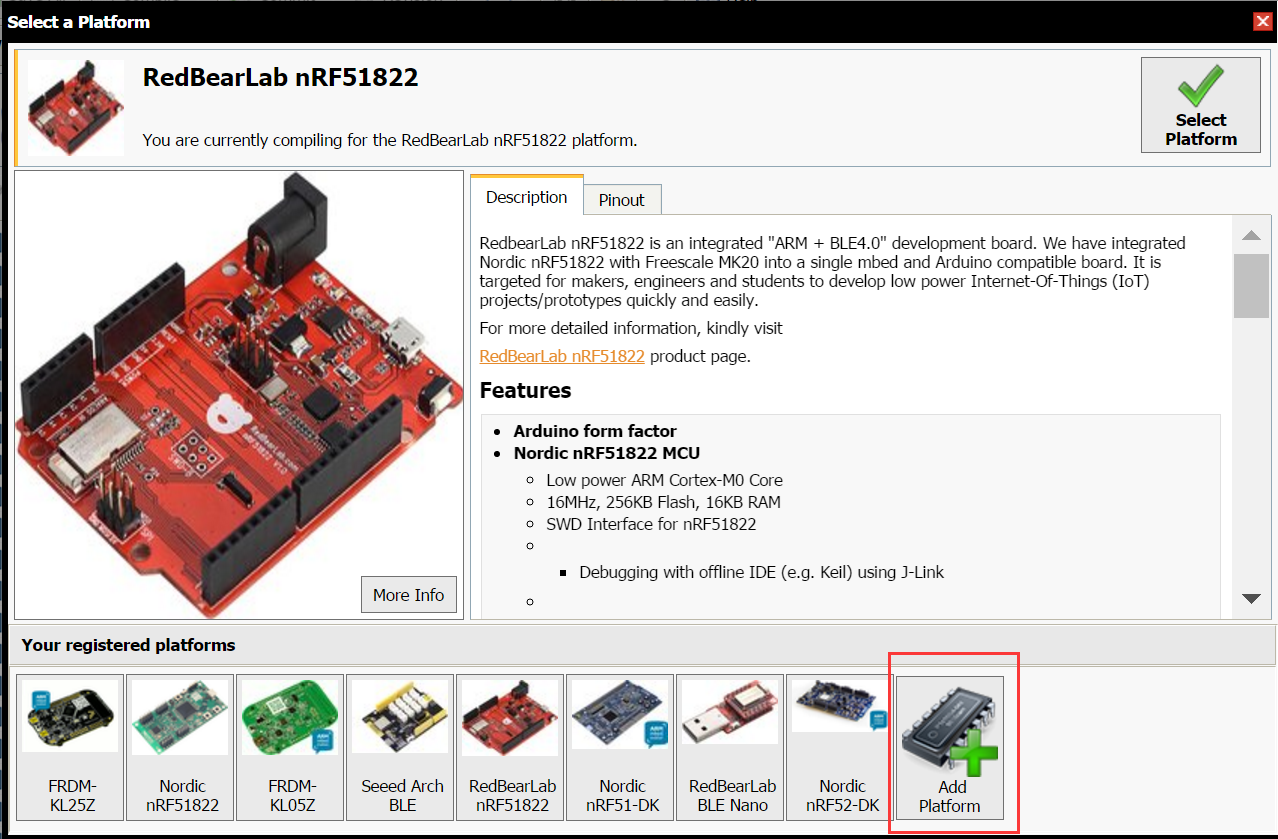 Select a Platform
RedBearLab nRF51822
You are currently compiling for the RedBearLab nRF51822 platform.
Select
Platform
More Info
Description
Pinout
RedbearLab nRF51822 is an integrated "ARM + BLE4.0" development board. We have integrated
Nordic nRF51822 with Freescale MK20 into a single mbed and Arduino compatible board. It is
targeted for makers, engineers and students to develop low power Internet-Of-Things (IoT)
projects/prototypes quickly and easily.
For more detailed information, kindly visit
RedBearLab nRF51822 product page.
Features
Arduino form factor
Nordic nRF51822 MCU
Low power ARM Cortex-M0 Core
16MHz, 256KB Flash, 16KB RAM
SWD Interface for nRF51822
Debugging with offline IDE (e.g. Keil) using J-Link
RedBearLab.com
nRF51822 V1.0
Your registered platforms
FRDM-
KL25Z
Nordic
nRF51822
FRDM-
KL05Z
Seeed Arch
BLE
RedBearLab
nRF51822
Nordic
nRF51-DK
RedBearLab
BLE Nano
Nordic
nRF52-DK
Add
Platform